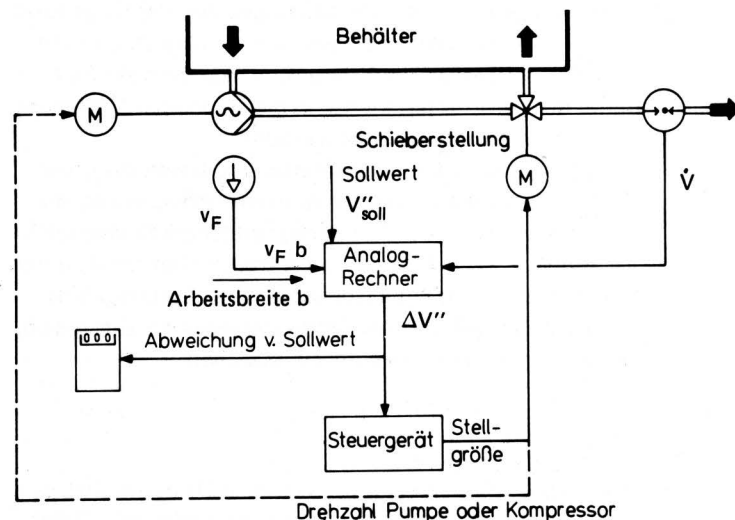 Behälter
M
Schieberstellung
M
Sollwert
V̇
V''soll
vF
vF b
Analog-
Rechner
Arbeitsbreite b
ΔV''
000
Abweichung v. Sollwert
Steuergerät
Stell-
größe
Drehzahl Pumpe oder Kompressor